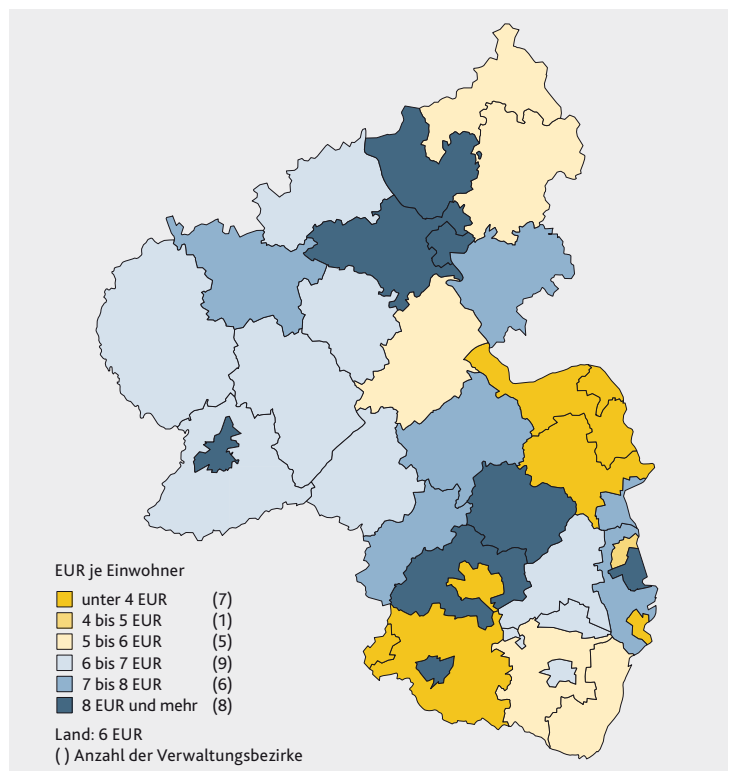 EUR je Einwohner
unter 4 EUR (7)
4 bis 5 EUR (1)
5 bis 6 EUR (5)
6 bis 7 EUR (9)
7 bis 8 EUR (6)
8 EUR und mehr (8)
Land: 6 EUR
( ) Anzahl der Verwaltungsbezirke